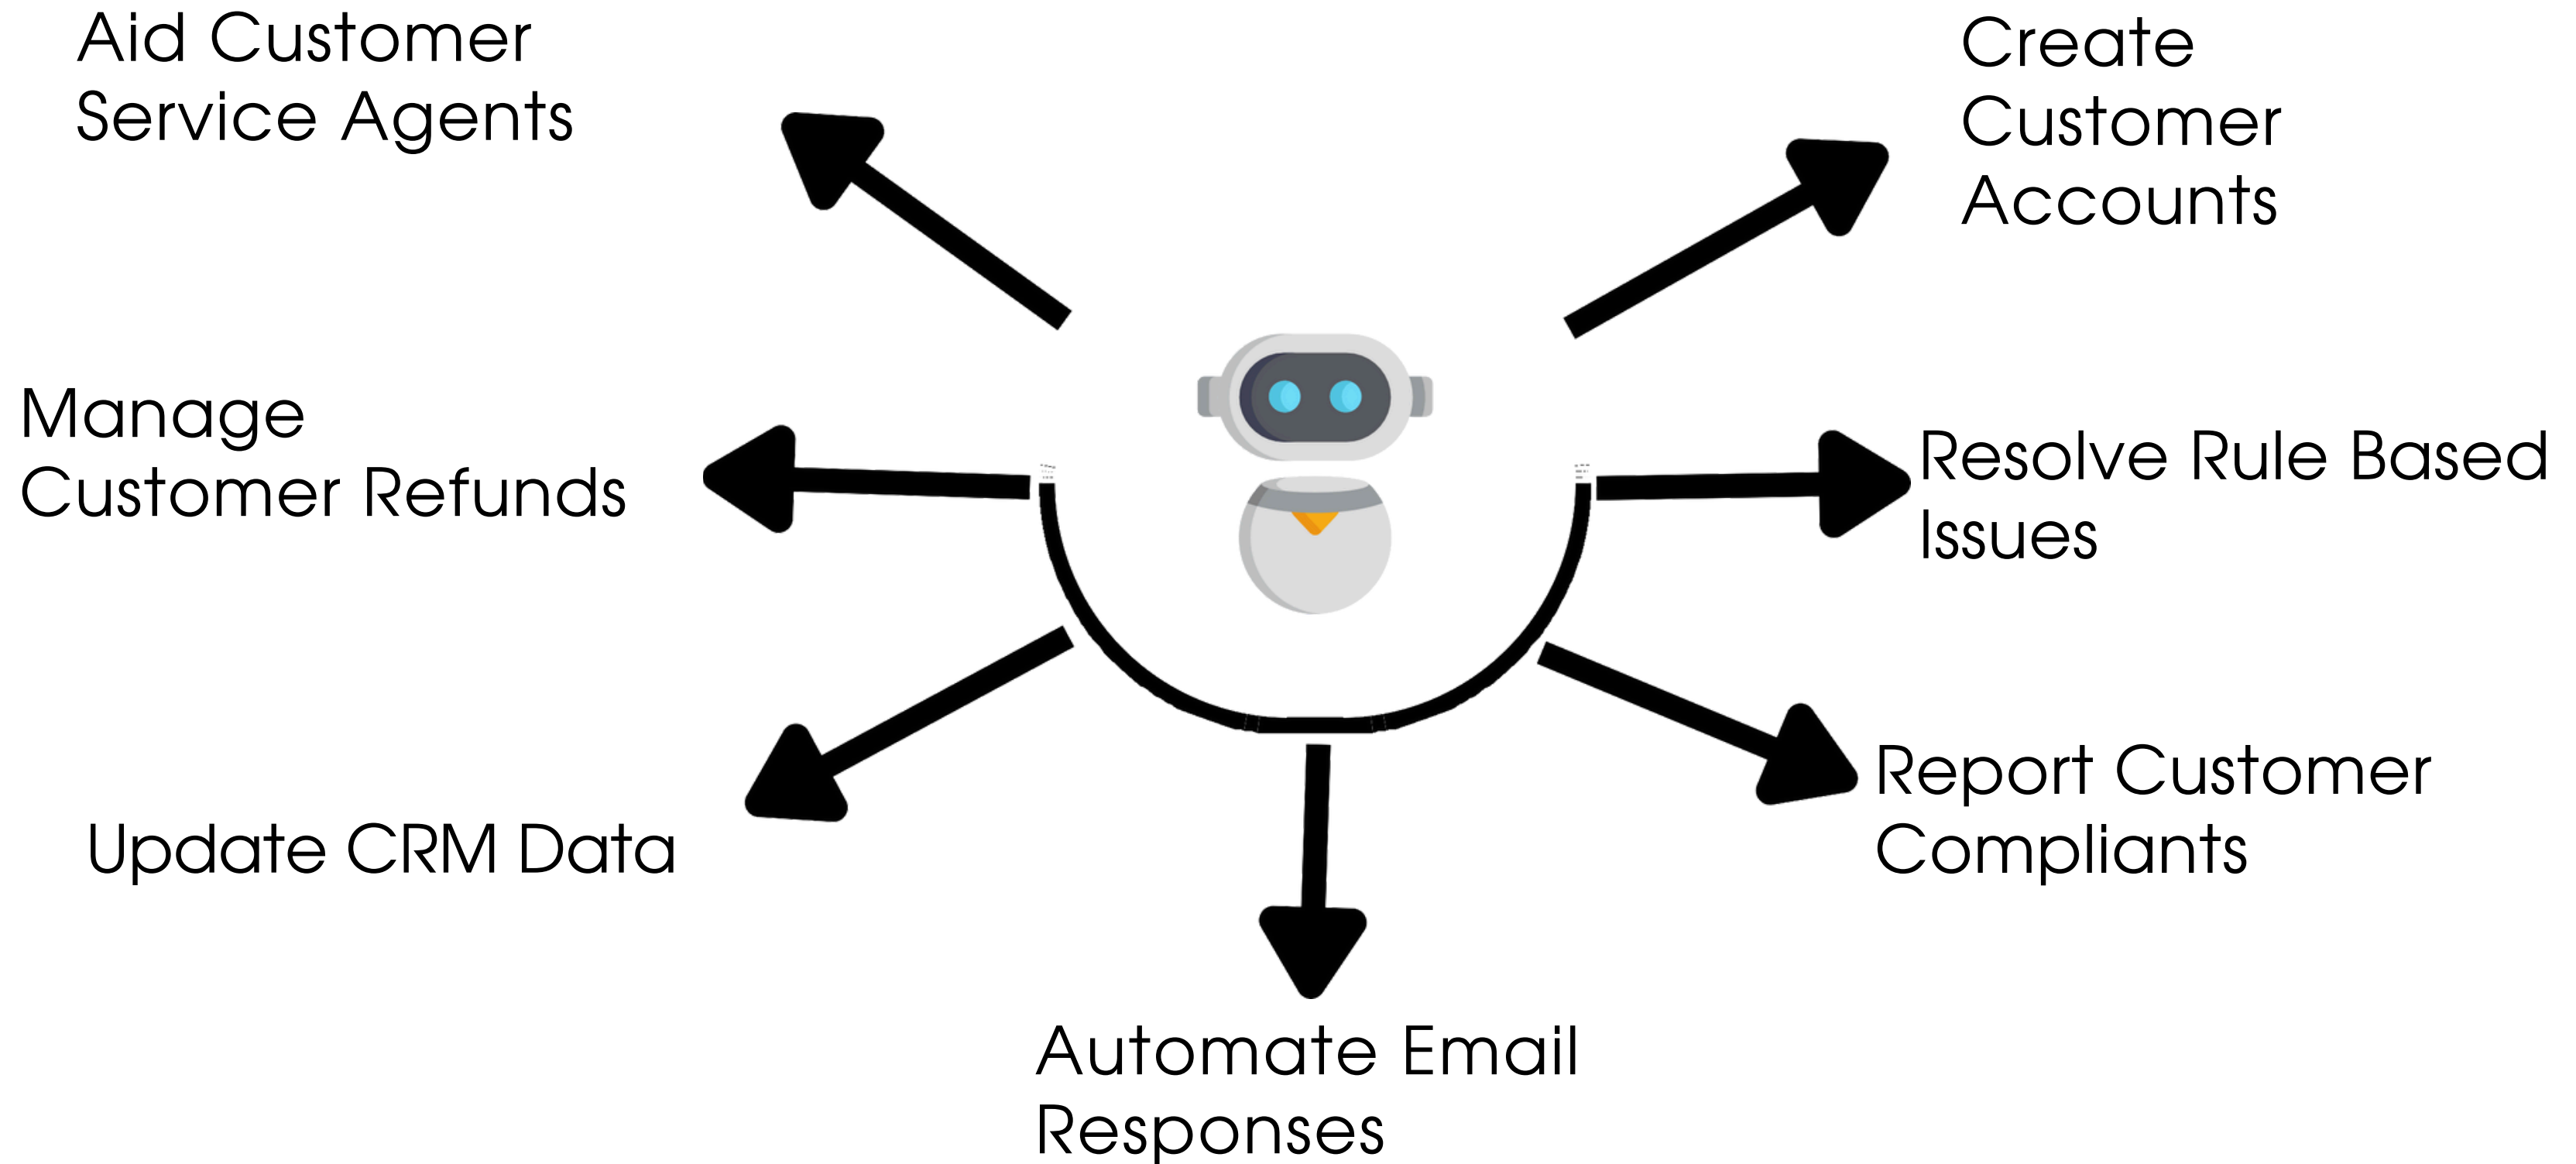 Aid Customer
Service Agents
Create
Customer
Accounts
Manage
Customer Refunds
Resolve Rule Based
Issues
Update CRM Data
Report Customer
Compliants
Automate Email
Responses